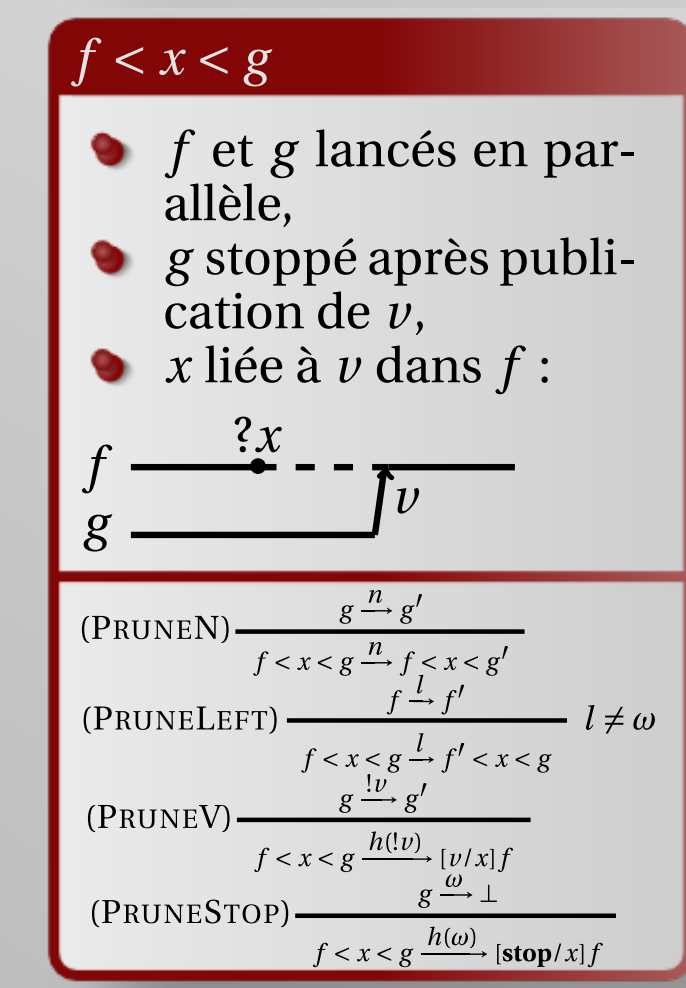 f < x < g
f et g lancés en par-
allèle,
g stoppé après publi-
cation de v,
x liée à v dans f :
?x
f
v
g
(PRUNEN) g —n→ g′
f < x < g —n→ f < x < g′
(PRUNELEFT) f —l→ f′ l ≠ ω
f < x < g —l→ f′ < x < g
(PRUNEV) g —!v→ g′
f < x < g —h(!v)→ [v/x]f
(PRUNESTOP) g —ω→ ⊥
f < x < g —h(ω)→ [stop/x]f